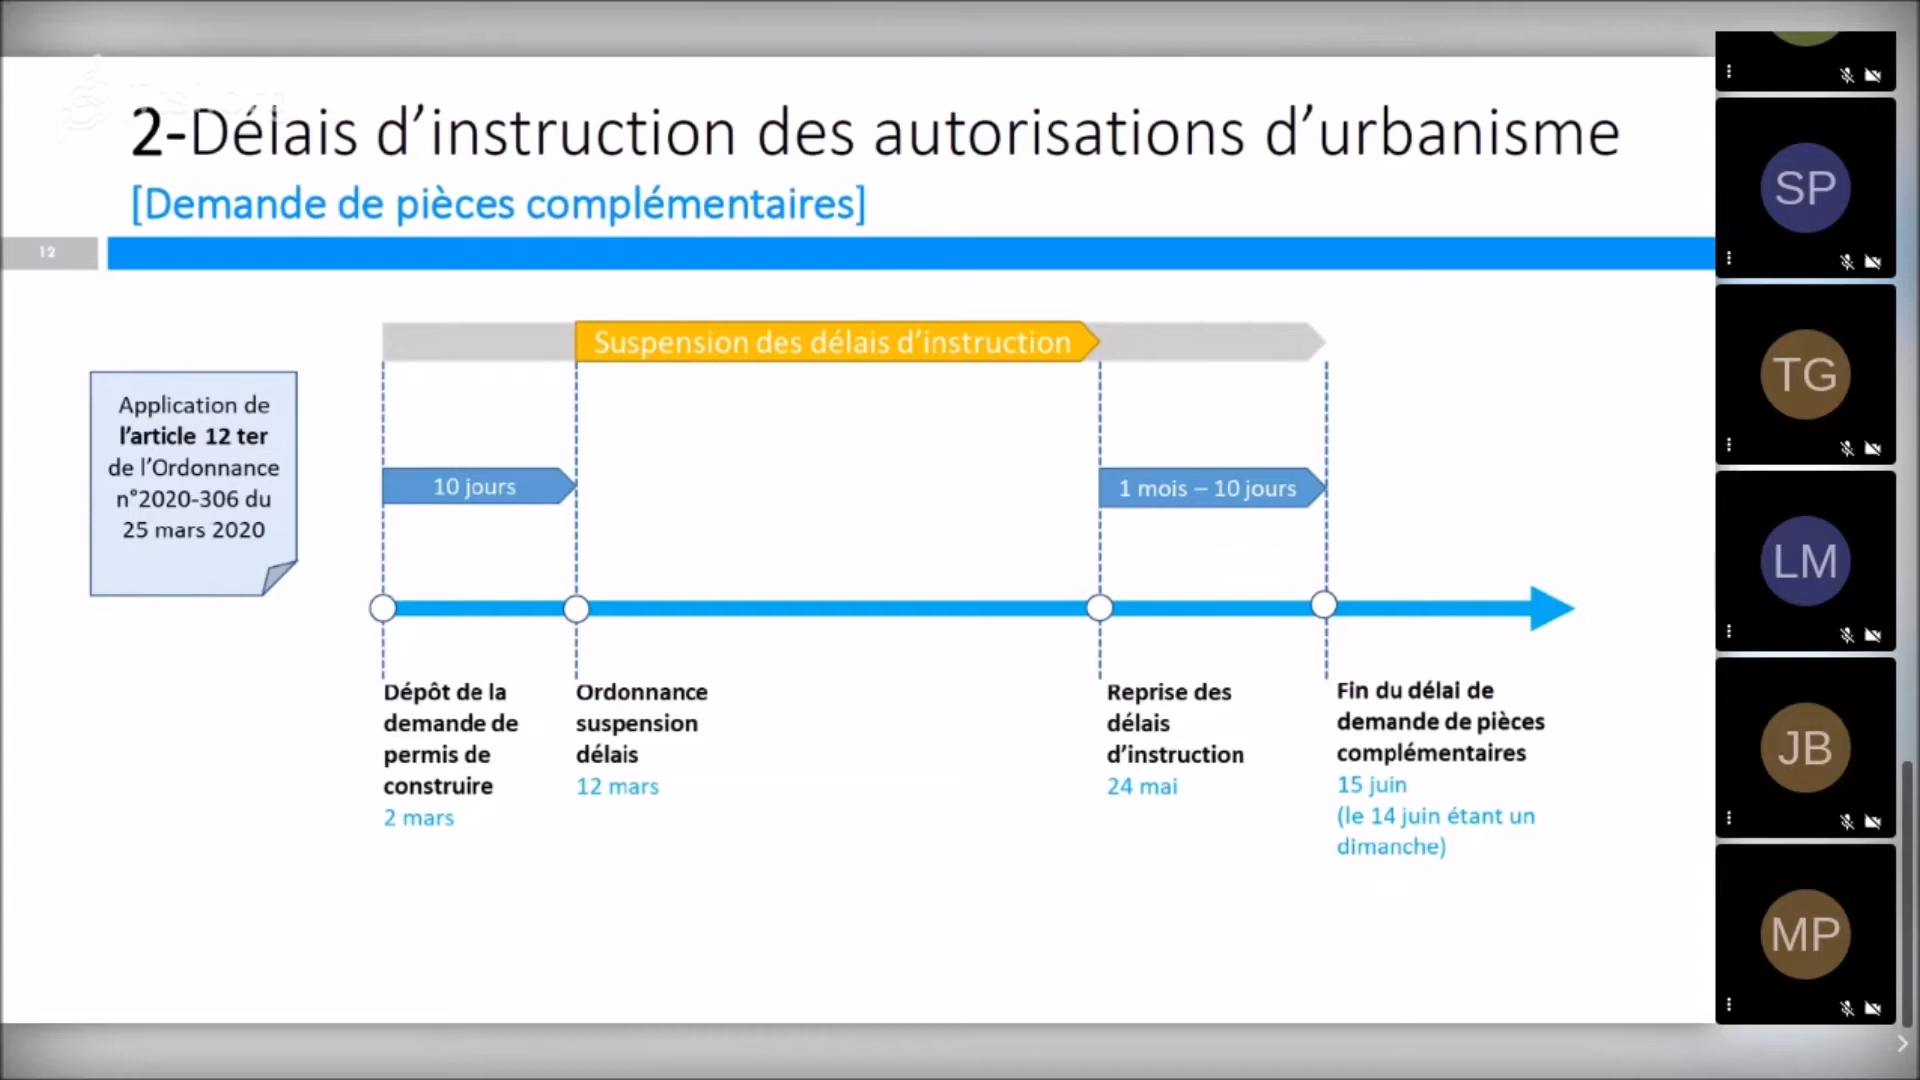 2-Délais d’instruction des autorisations d’urbanisme
[Demande de pièces complémentaires]
12
Suspension des délais d’instruction
Application de
l’article 12 ter
de l’Ordonnance
n°2020-306 du
25 mars 2020
10 jours
1 mois – 10 jours
Dépôt de la
demande de
permis de
construire
2 mars
Ordonnance
suspension
délais
12 mars
Reprise des
délais
d’instruction
24 mai
Fin du délai de
demande de pièces
complémentaires
15 juin
(le 14 juin étant un
dimanche)
SP
TG
LM
JB
MP